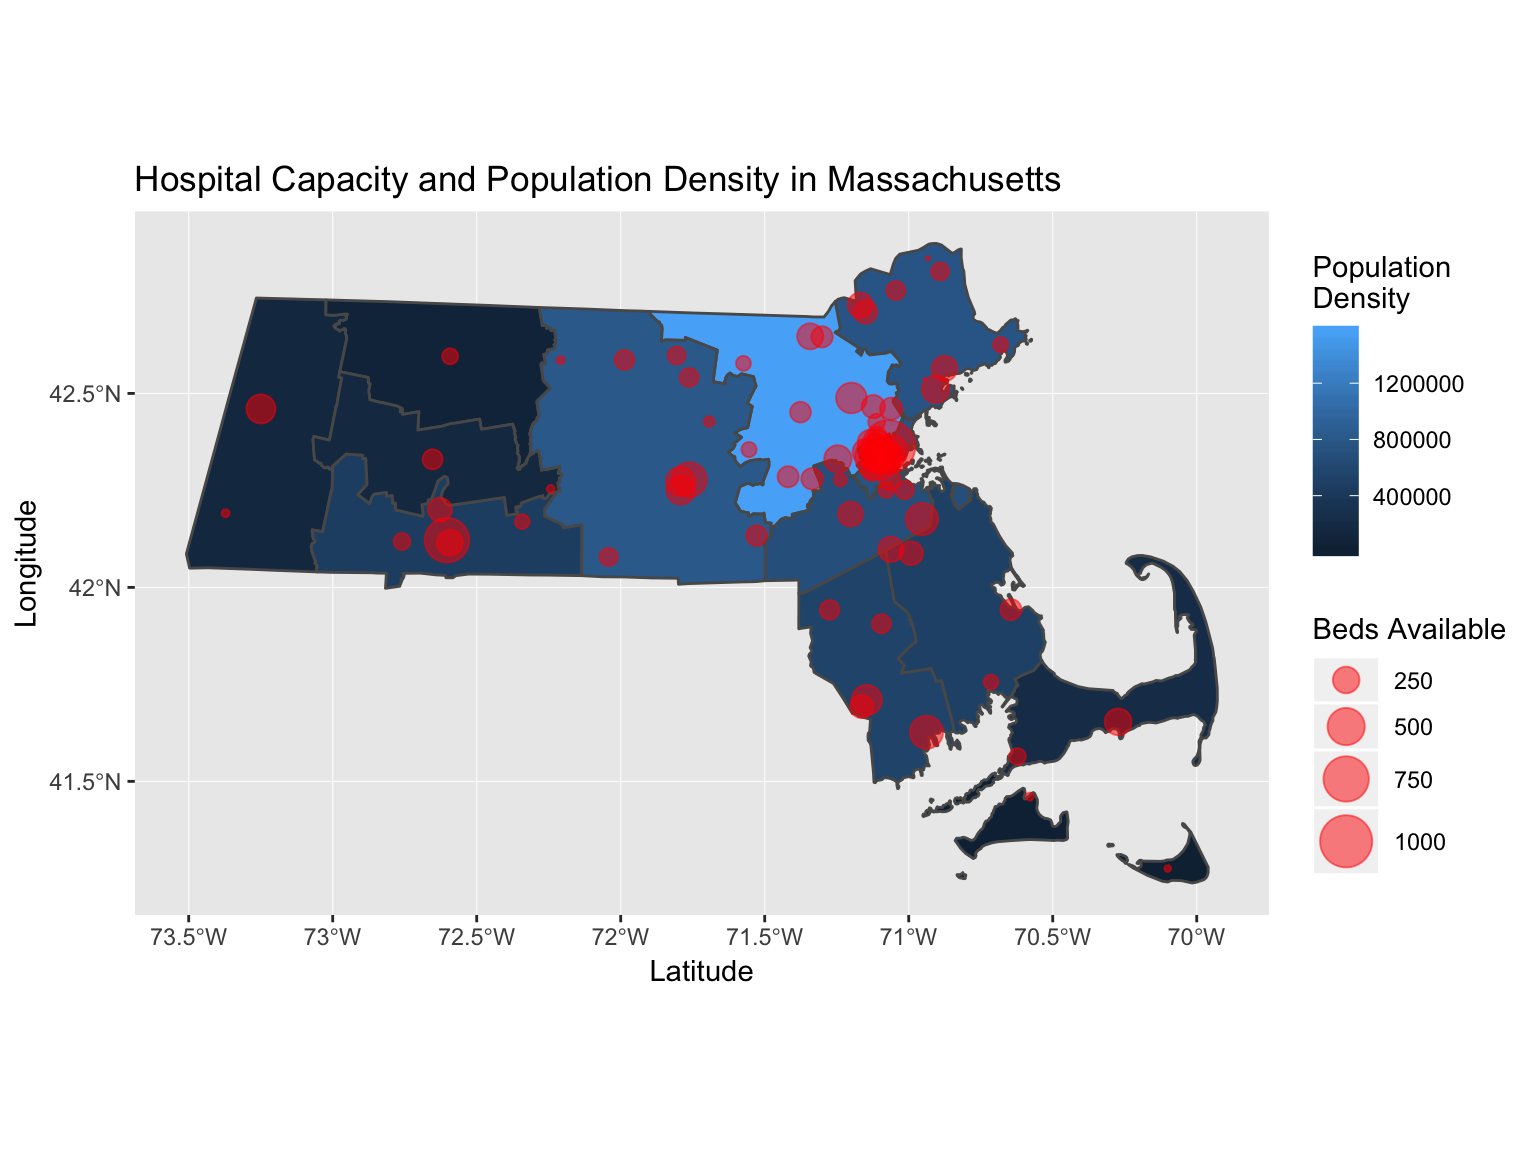 Hospital Capacity and Population Density in Massachusetts
Longitude
42.5°N
42°N
41.5°N
73.5°W
73°W
72.5°W
72°W
71.5°W
71°W
70.5°W
70°W
Latitude
Population
Density
1200000
800000
400000
Beds Available
250
500
750
1000